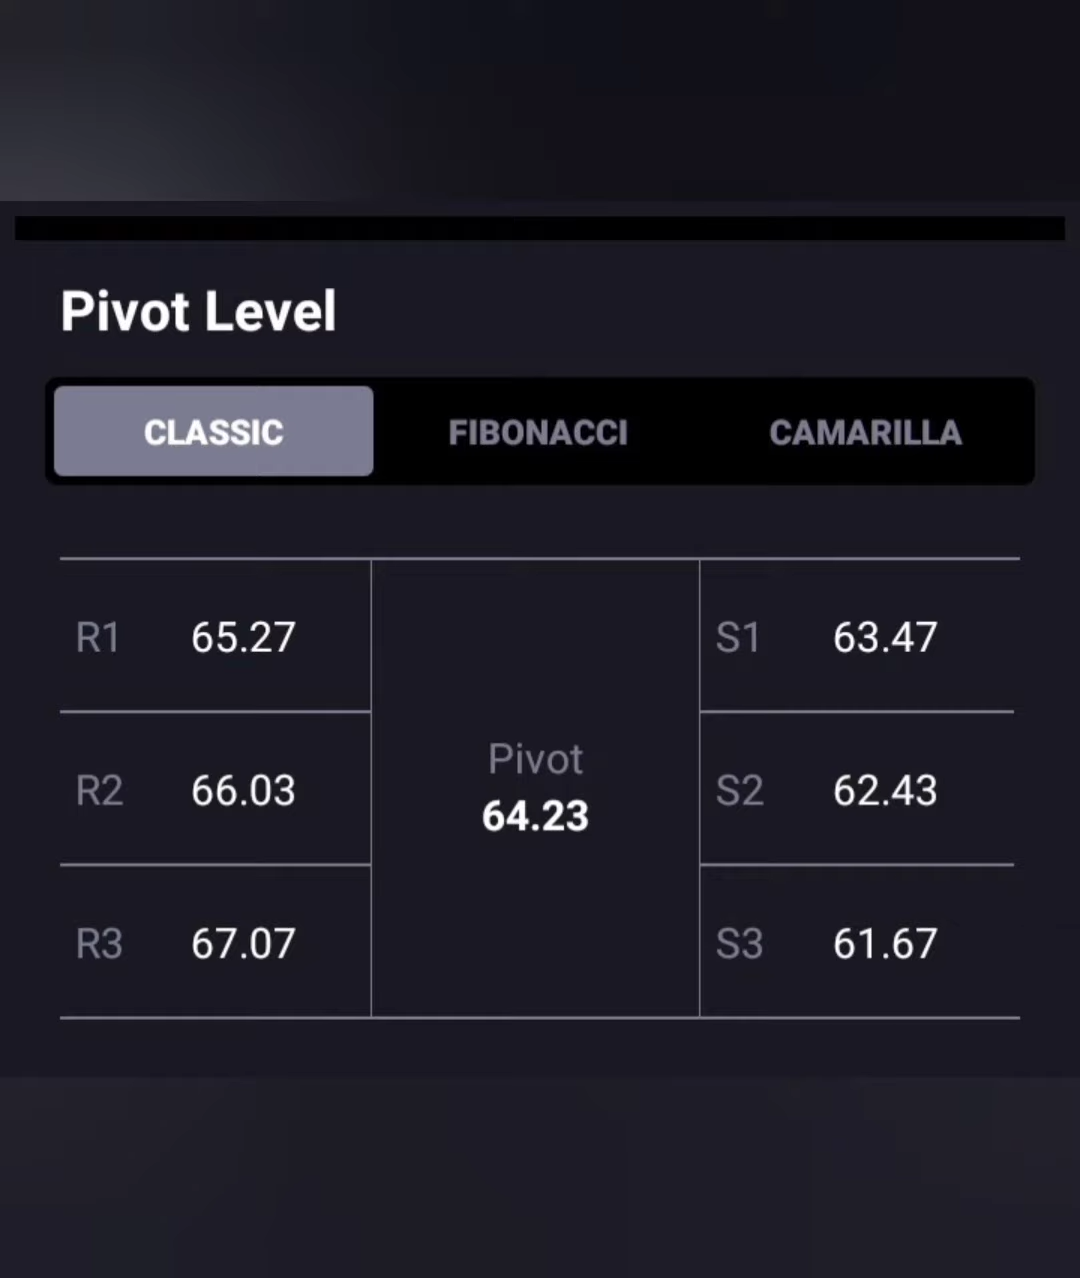 Pivot Level
CLASSIC FIBONACCI CAMARILLA
R1 65.27
S1 63.47
R2 66.03
Pivot
64.23
S2 62.43
R3 67.07
S3 61.67